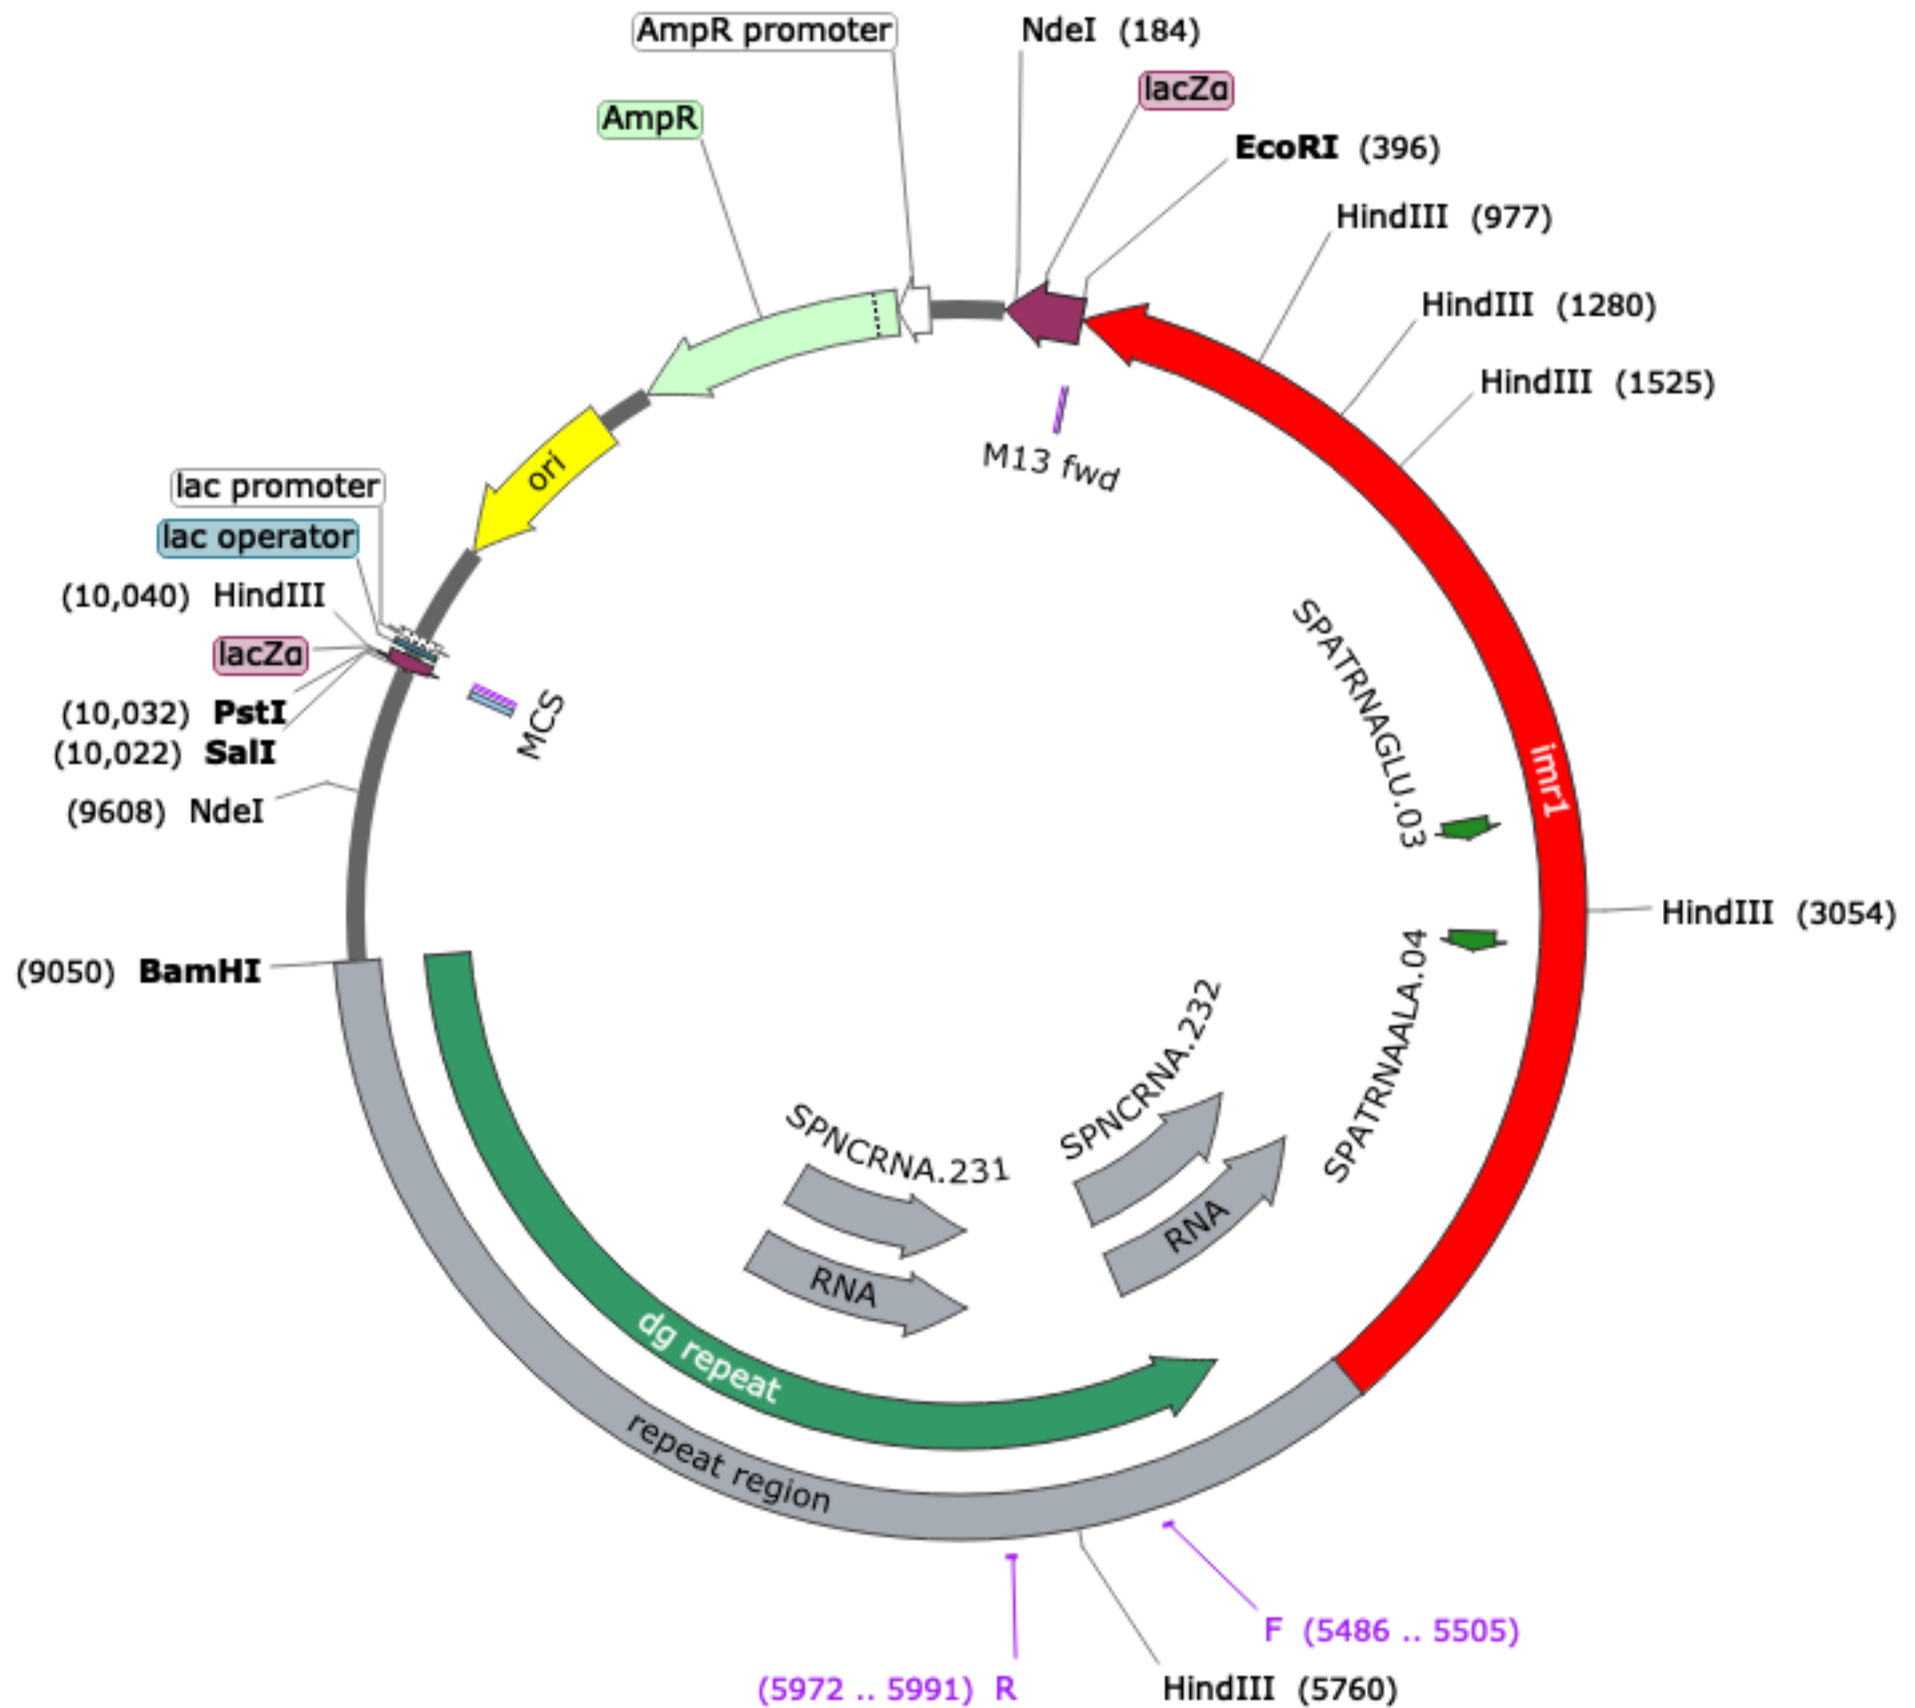 AmpR promoter
NdeI (184)
lacZα
AmpR
EcoRI (396)
HindIII (977)
HindIII (1280)
HindIII (1525)
M13 fwd
ori
lac promoter
lac operator
(10,040) HindIII
lacZα
(10,032) PstI
(10,022) SalI
(9608) NdeI
MCS
SPATRNAGLU.03
imr1
HindIII (3054)
SPATRNAALA.04
(9050) BamHI
SPNCRNA.232
SPNCRNA.231
RNA
RNA
dg repeat
repeat region
F (5486 .. 5505)
(5972 .. 5991) R
HindIII (5760)